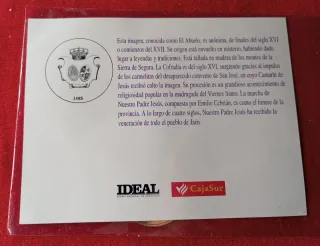 Esta imagen, conocida como El Abuelo, es anónima, de finales del siglo XVI
o comienzos del XVII. Su origen está envuelto en misterio, habiendo dado
lugar a leyendas y tradiciones. Está tallada en madera de los montes de la
Sierra de Segura. La Cofradía es del siglo XVI, surgiendo gracias al impulso
de los carmelitas del desaparecido convento de San José, en cuyo Camarín de
Jesús recibió culto la imagen. Su procesión es un grandioso acontecimiento de
religiosidad popular en la madrugada del Viernes Santo. La marcha de
Nuestro Padre Jesús, compuesta por Emilio Cebrián, es como el himno de la
provincia. A lo largo de cuatro siglos, Nuestro Padre Jesús ha recibido la
veneración de todo el pueblo de Jaén.
IDEAL
CajaSur